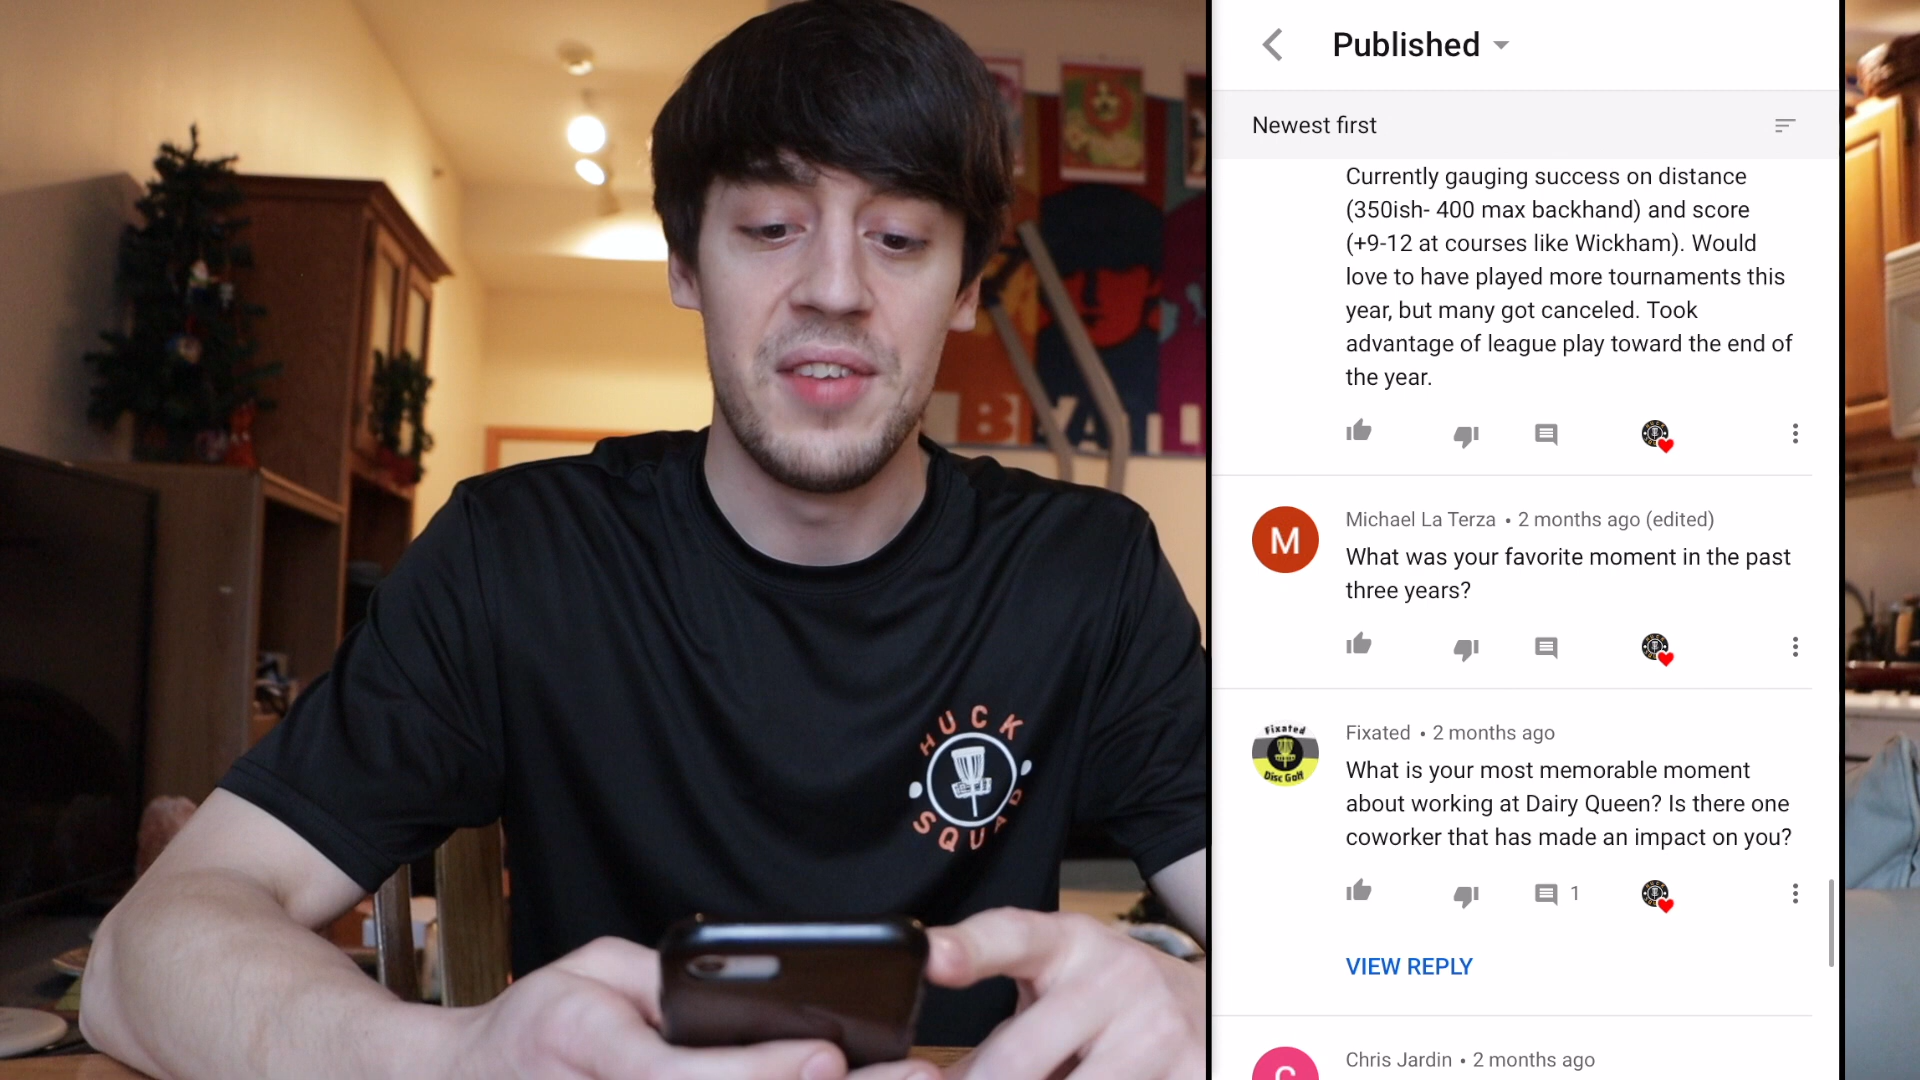 Published
Newest first
Currently gauging success on distance
(350ish- 400 max backhand) and score
(+9-12 at courses like Wickham). Would
love to have played more tournaments this
year, but many got canceled. Took
advantage of league play toward the end of
the year.
M
Michael La Terza • 2 months ago (edited)
What was your favorite moment in the past
three years?
Fixated
Disc Golf
Fixated • 2 months ago
What is your most memorable moment
about working at Dairy Queen? Is there one
coworker that has made an impact on you?
1
VIEW REPLY
C
Chris Jardin • 2 months ago
HUCK
SQUAD